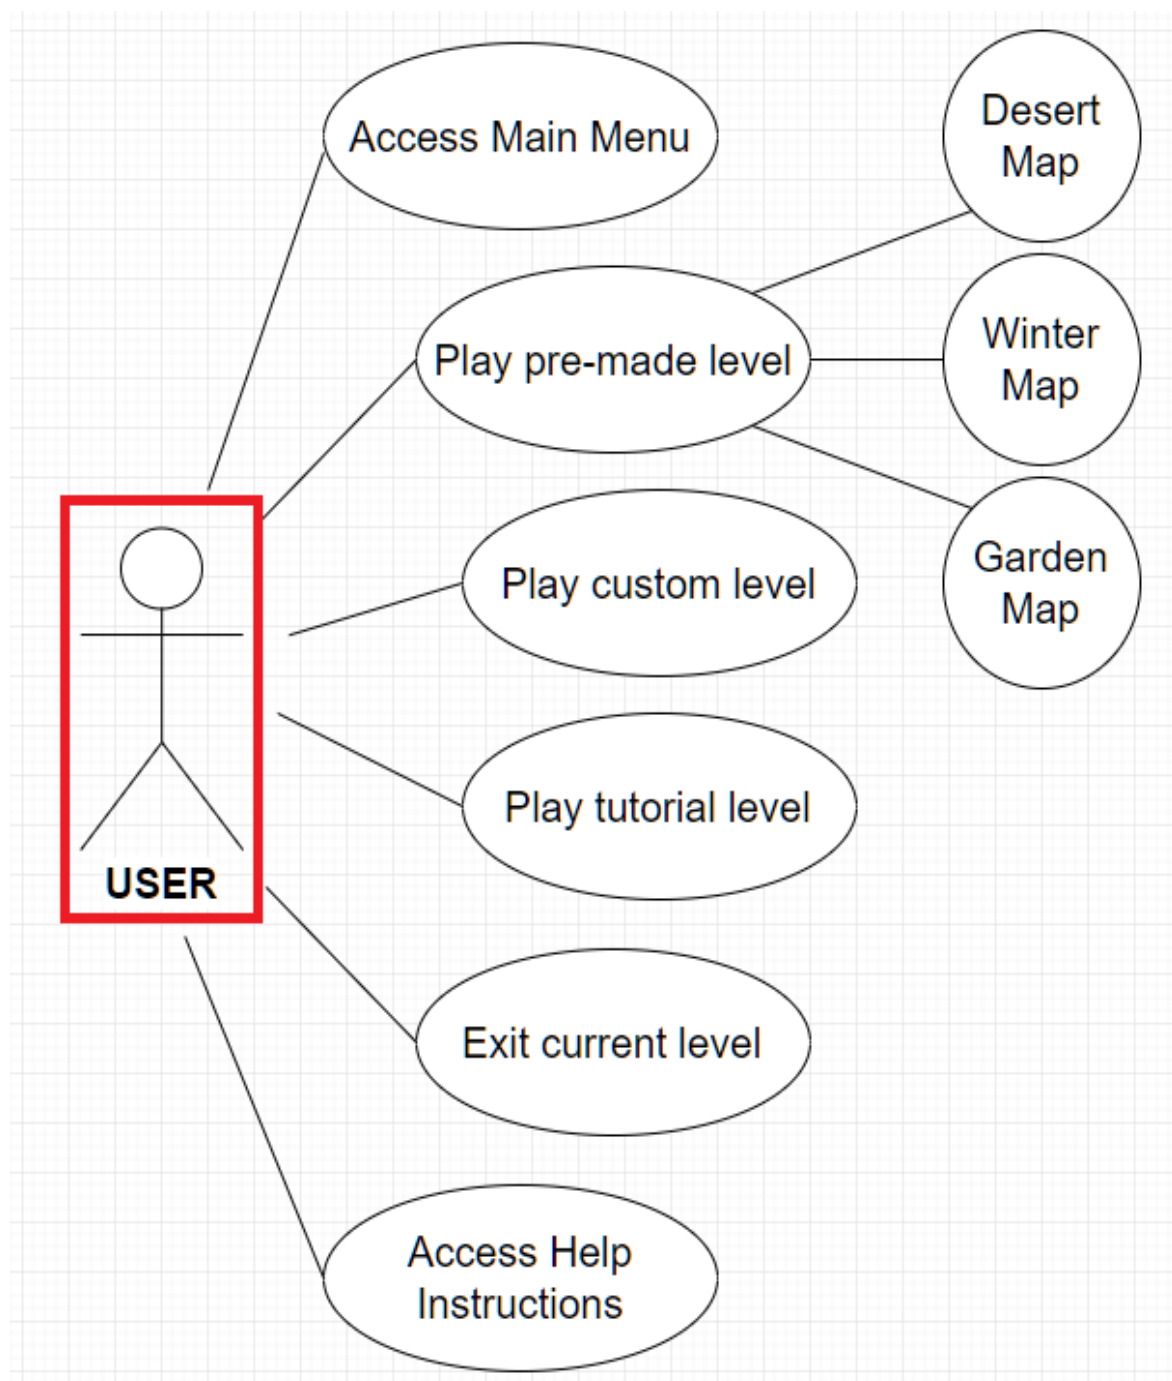 Access Main Menu
Desert
Map
Play pre-made level
Winter
Map
Play custom level
Garden
Map
Play tutorial level
USER
Exit current level
Access Help
Instructions